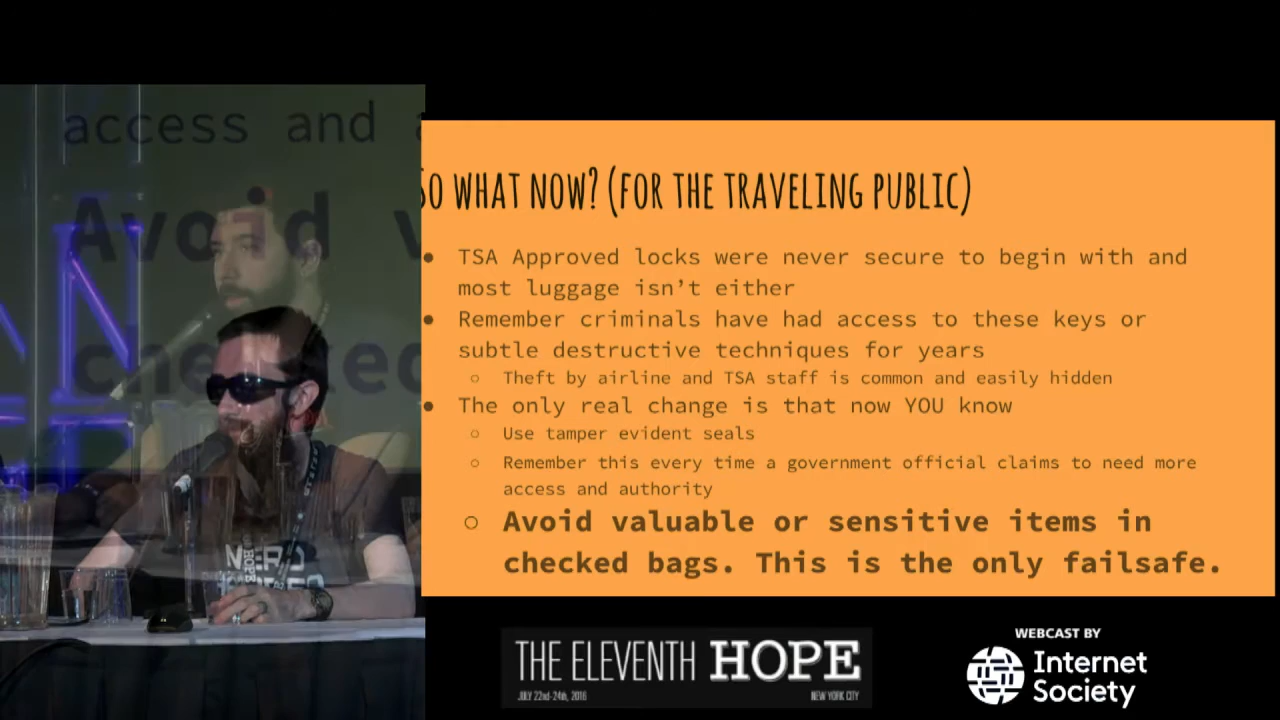 access and
Avoid
SO WHAT NOW? (FOR THE TRAVELING PUBLIC)
● TSA Approved locks were never secure to begin with and
most luggage isn't either
● Remember criminals have had access to these keys or
subtle destructive techniques for years
○ Theft by airline and TSA staff is common and easily hidden
● The only real change is that now YOU know
○ Use tamper evident seals
○ Remember this every time a government official claims to need more
access and authority
○ Avoid valuable or sensitive items in
checked bags. This is the only failsafe.
NERD
HOPE
THE ELEVENTH HOPE
JULY 22nd-24th, 2016
NEW YORK CITY
WEBCAST BY
Internet
Society